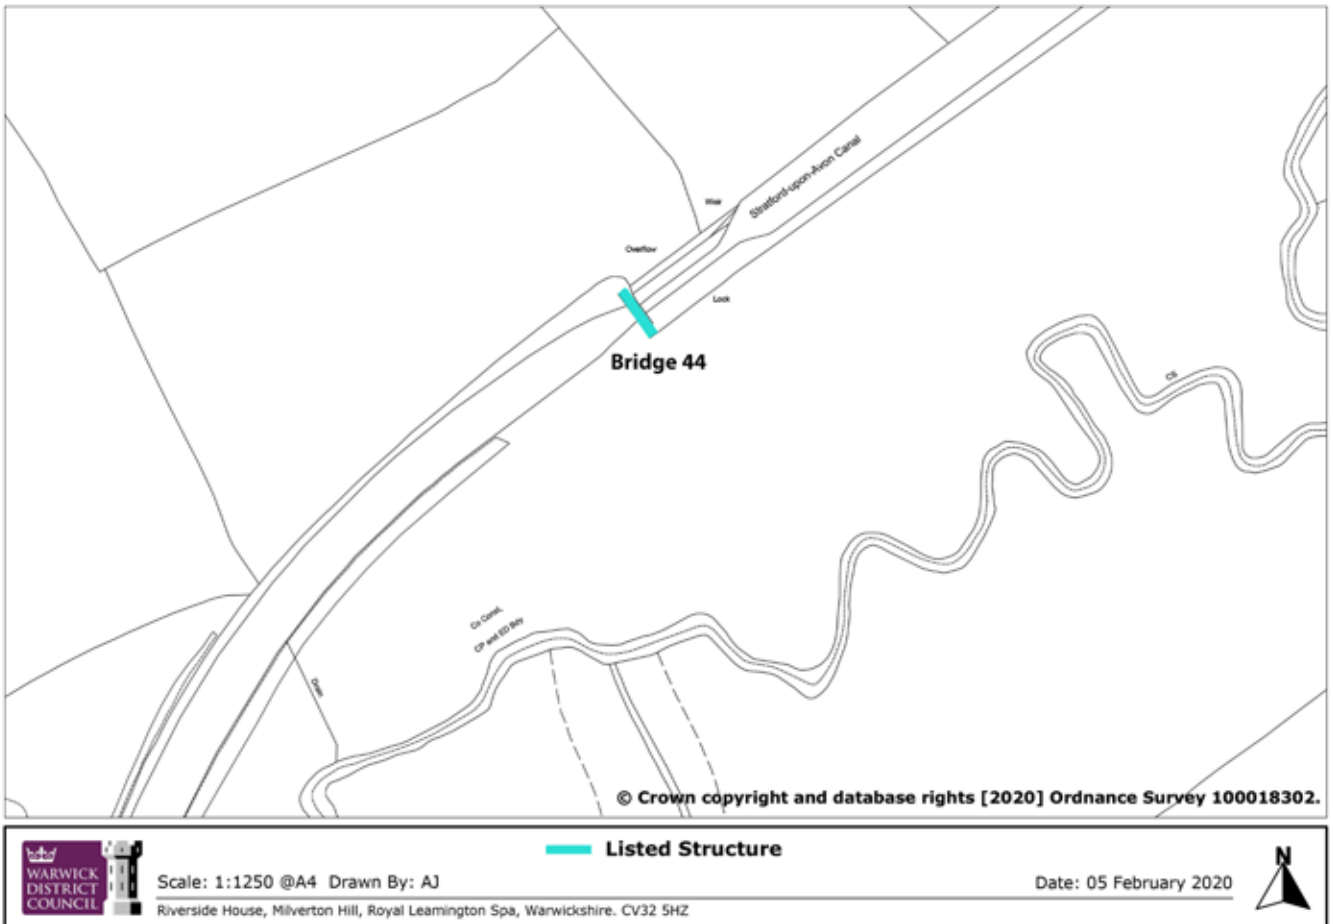 Stratford-upon-Avon Canal
Weir
Overflow
Lock
Bridge 44
CS
Co Const,
CP and ED Bdy
Drain
© Crown copyright and database rights [2020] Ordnance Survey 100018302.
Listed Structure
WARWICK
DISTRICT
COUNCIL
Scale: 1:1250 @A4 Drawn By: AJ
Date: 05 February 2020
N
Riverside House, Milverton Hill, Royal Leamington Spa, Warwickshire. CV32 5HZ